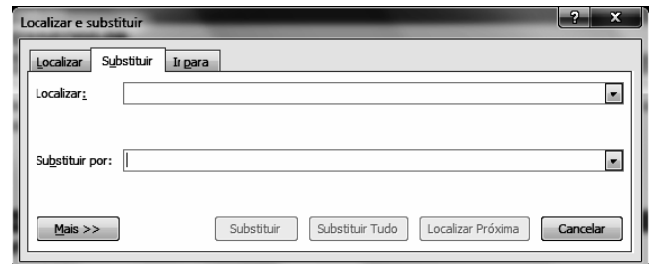 Localizar e substituir
? X
Localizar Substituir Ir para
Localizar:
Substituir por:
Mais >> Substituir Substituir Tudo Localizar Próxima Cancelar